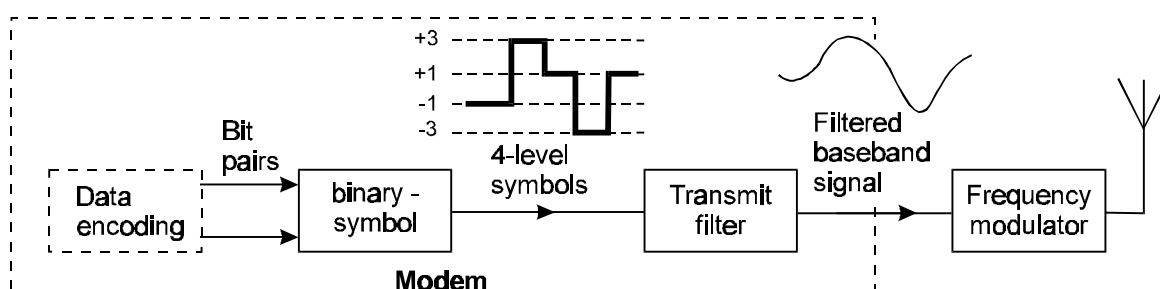 +3
+1
-1
-3
Bit
pairs
4-level
symbols
Filtered
baseband
signal
Data
encoding
binary -
symbol
Transmit
filter
Frequency
modulator
Modem